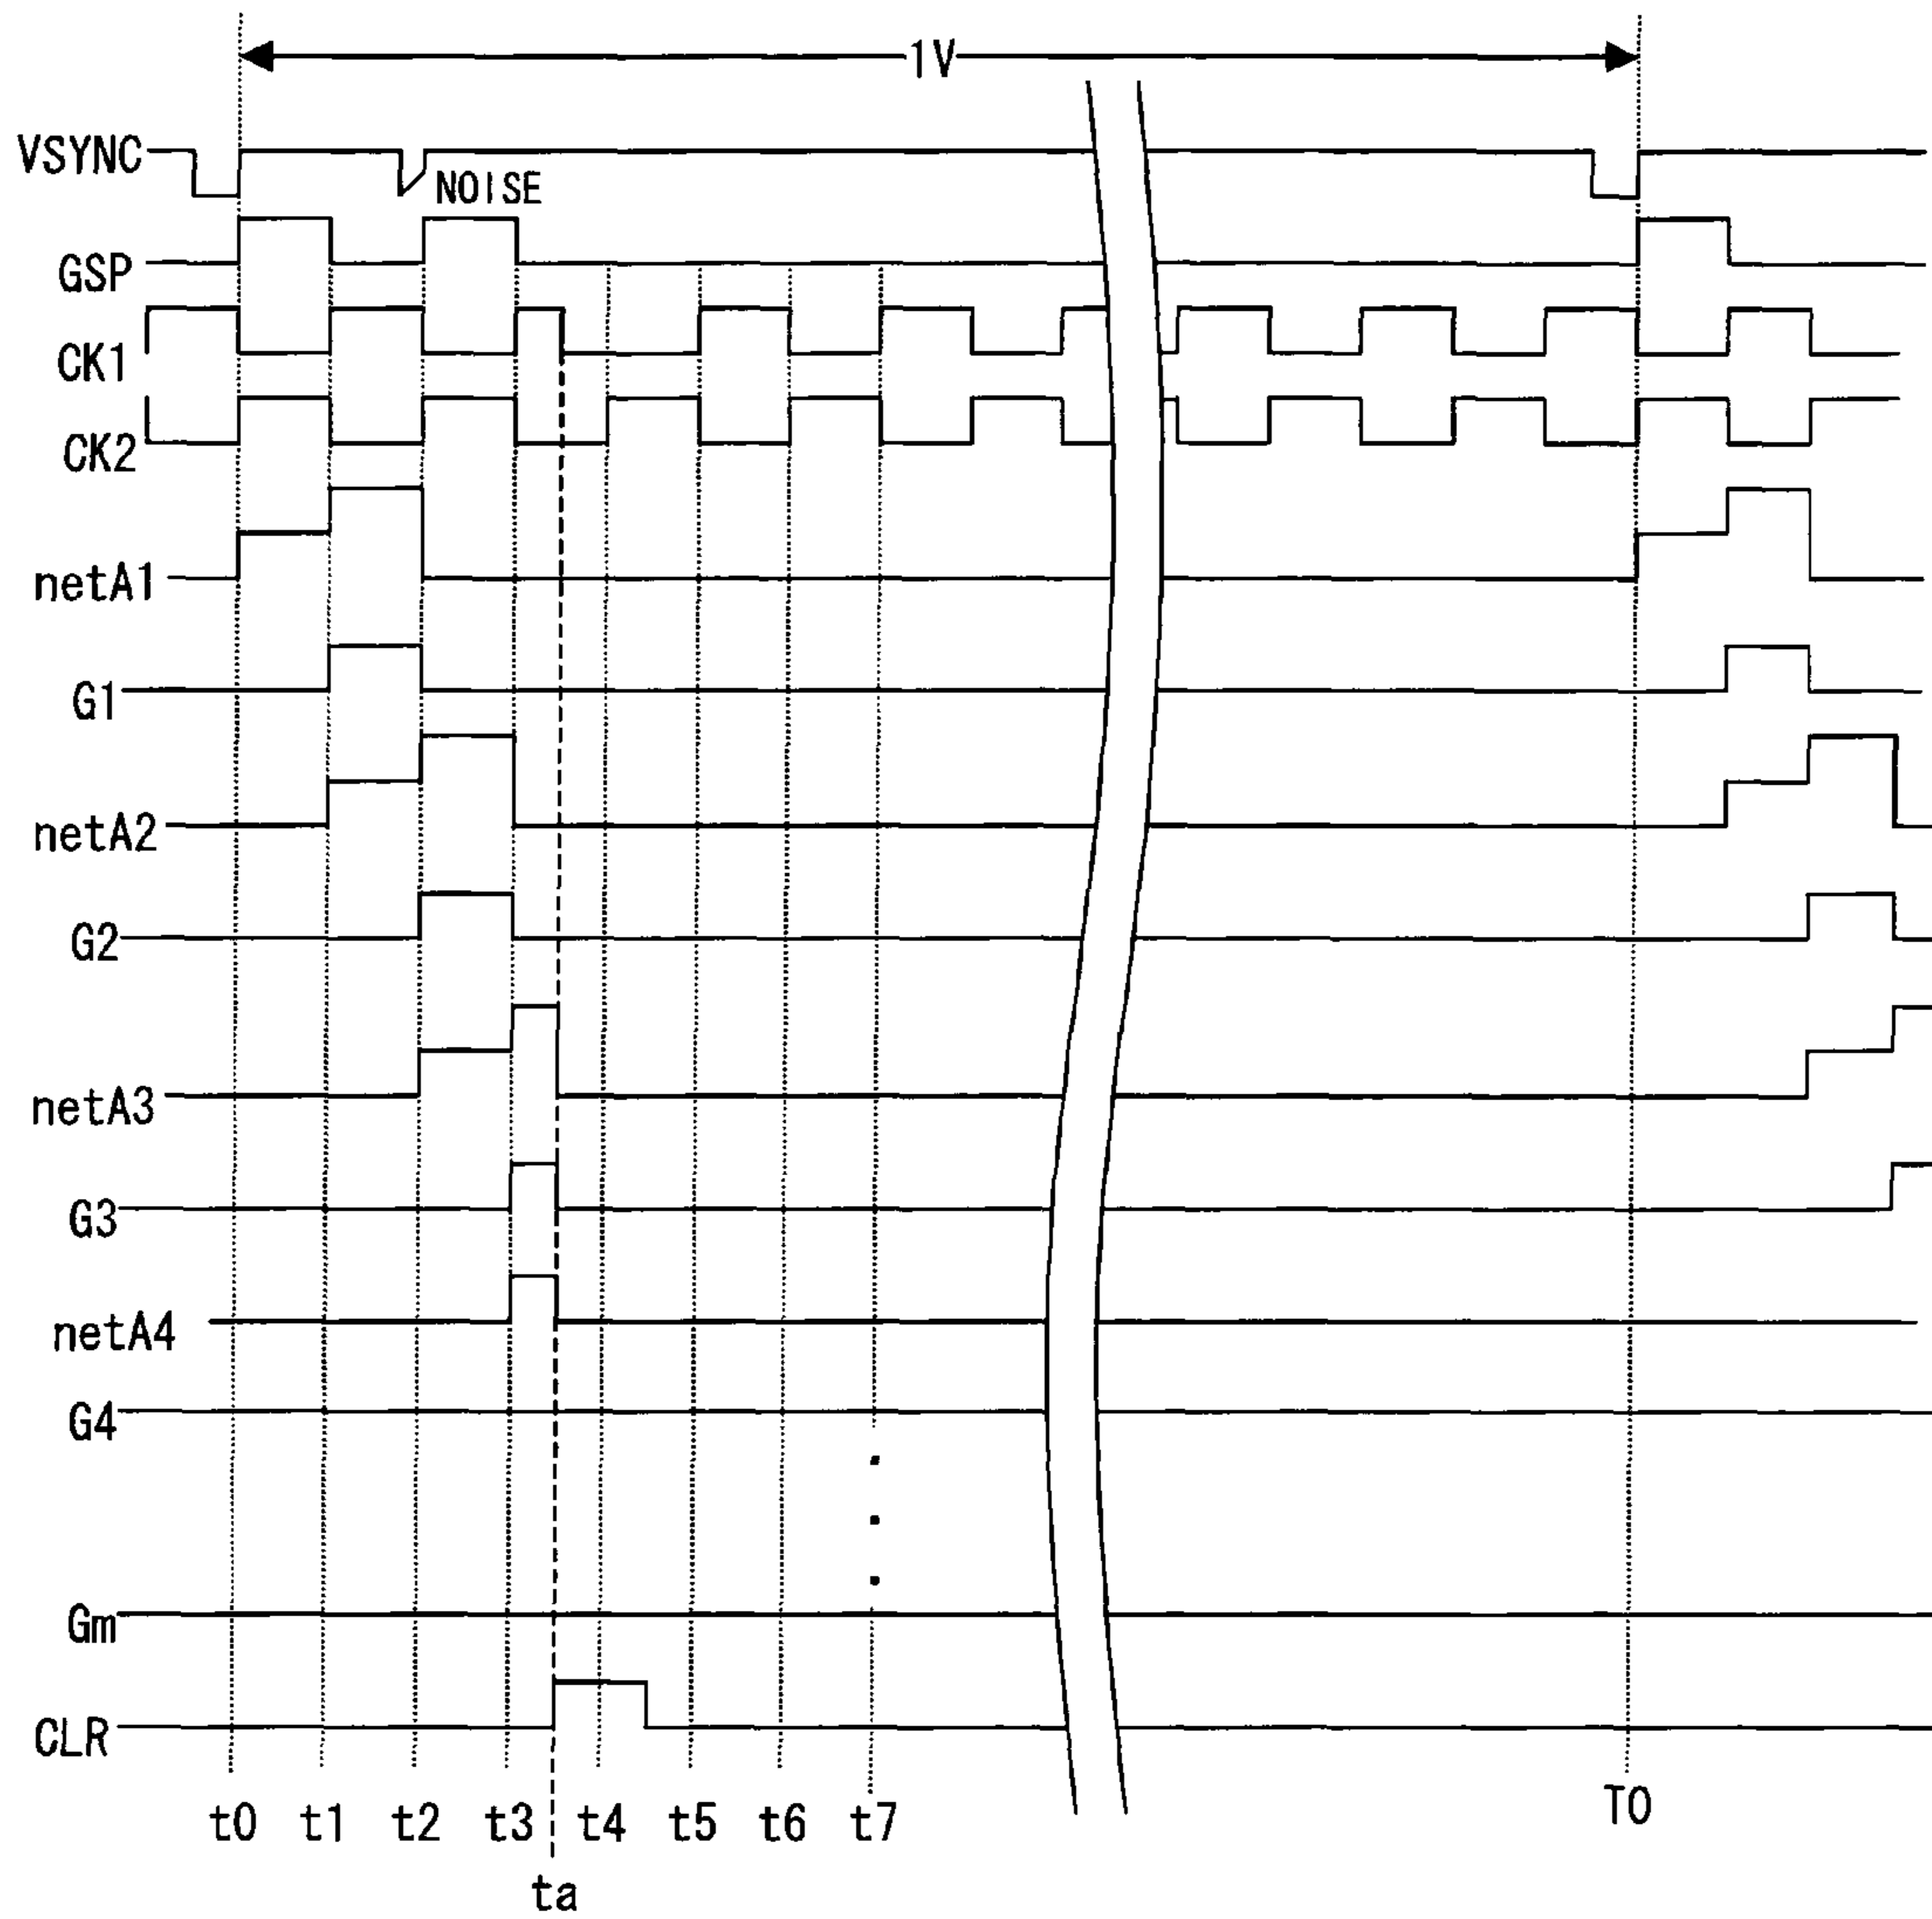 1V
VSYNC
NOISE
GSP
CK1
CK2
netA1
G1
netA2
G2
netA3
G3
netA4
G4
Gm
CLR
t0 t1 t2 t3 t4 t5 t6 t7 T0
ta